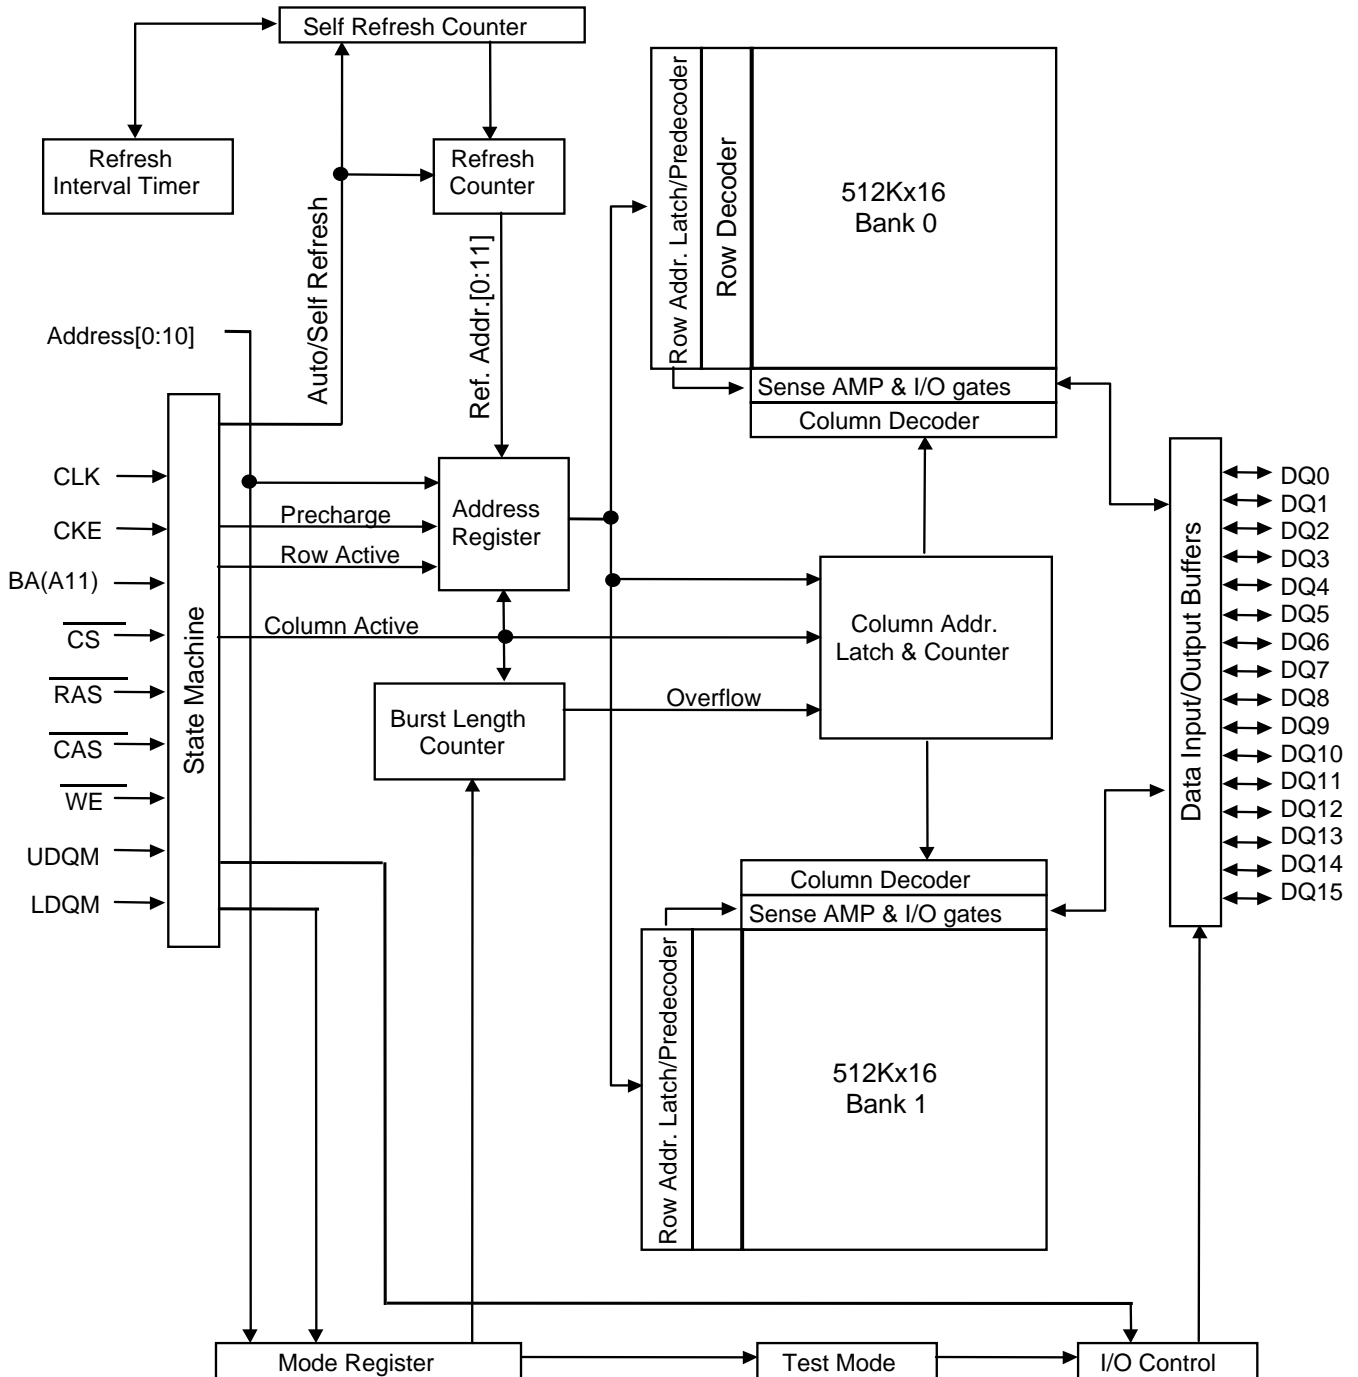 Self Refresh Counter
Refresh
Interval Timer
Refresh
Counter
Auto/Self Refresh
Ref. Addr.[0:11]
Address[0:10]
Row Addr. Latch/Predecoder
Row Decoder
512Kx16
Bank 0
Sense AMP & I/O gates
Column Decoder
CLK
CKE
BA(A11)
CS
RAS
CAS
WE
UDQM
LDQM
State Machine
Precharge
Row Active
Column Active
Address
Register
Burst Length
Counter
Overflow
Column Addr.
Latch & Counter
Data Input/Output Buffers
DQ0
DQ1
DQ2
DQ3
DQ4
DQ5
DQ6
DQ7
DQ8
DQ9
DQ10
DQ11
DQ12
DQ13
DQ14
DQ15
Column Decoder
Sense AMP & I/O gates
Row Addr. Latch/Predecoder
512Kx16
Bank 1
Mode Register
Test Mode
I/O Control